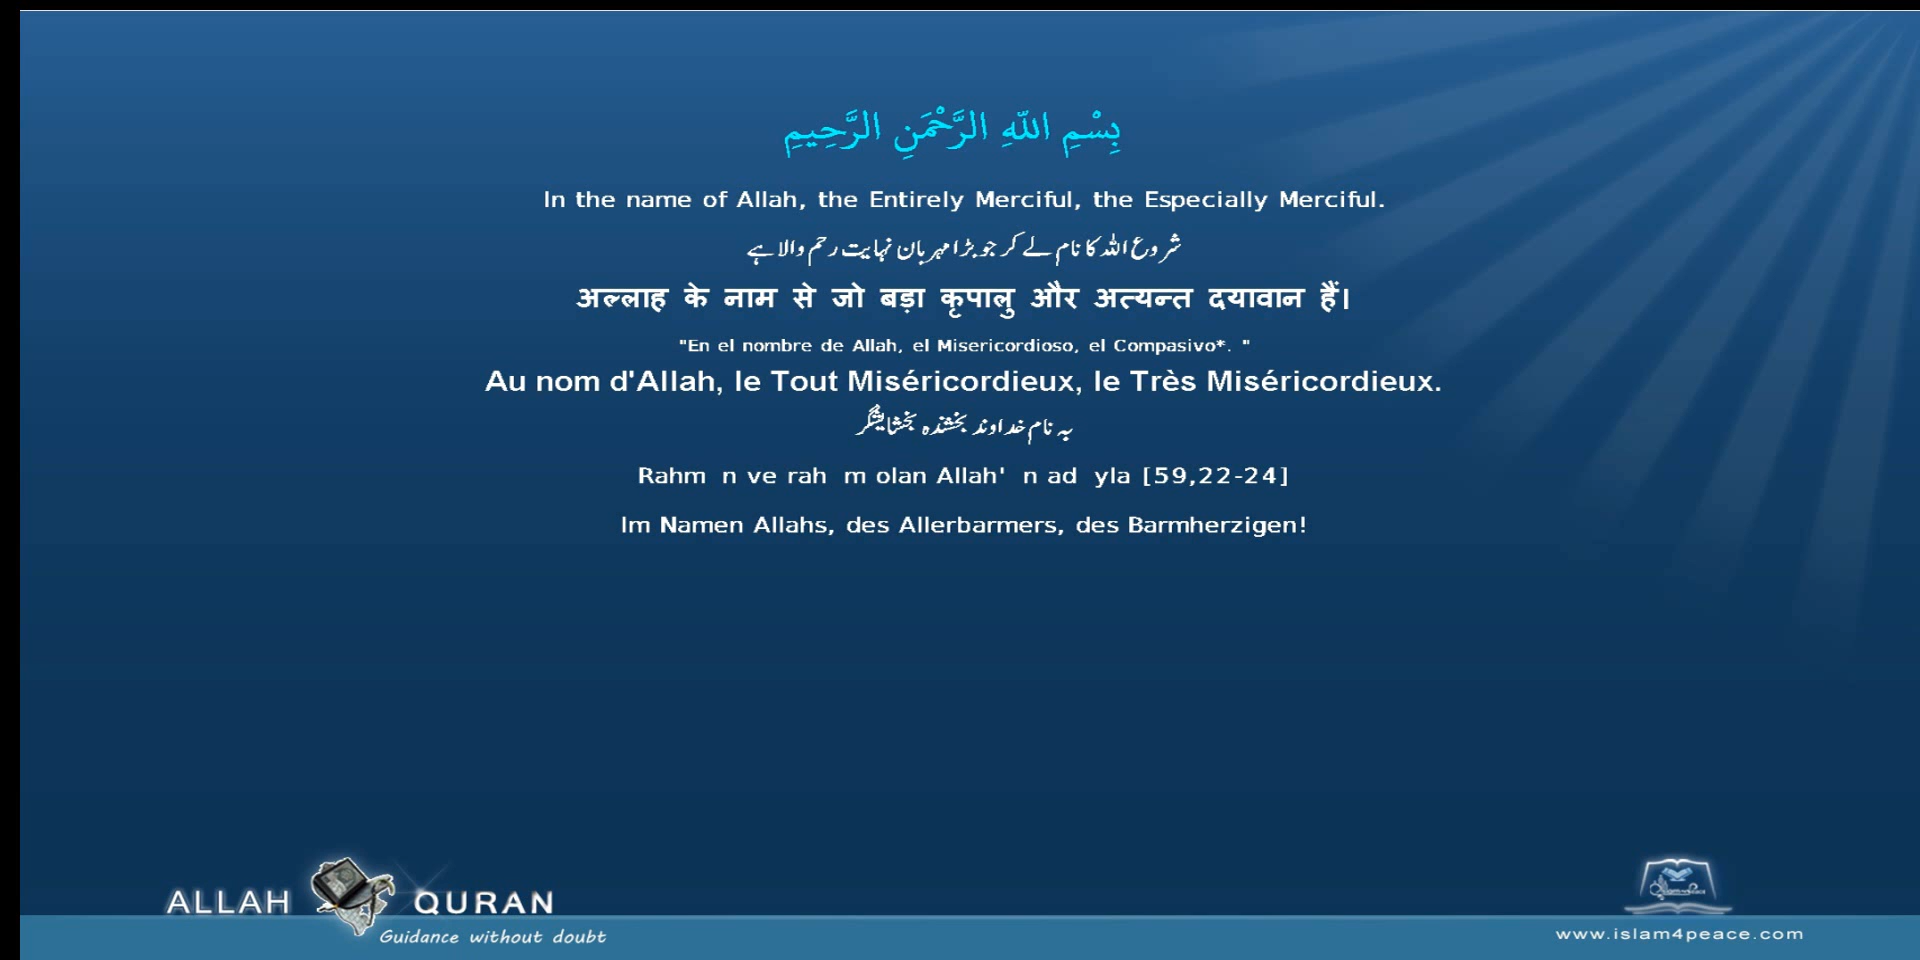 بِسْمِ اللَّهِ الرَّحْمَنِ الرَّحِيمِ
In the name of Allah, the Entirely Merciful, the Especially Merciful.
شروع اللہ کا نام لے کر جو بڑا مہربان نہایت رحم والا ہے
अल्लाह के नाम से जो बड़ा कृपालु और अत्यन्त दयावान हैं।
"En el nombre de Allah, el Misericordioso, el Compasivo*. "
Au nom d'Allah, le Tout Miséricordieux, le Très Miséricordieux.
بہ نام خداوند بخشندہ بخشایشگر
Rahm n ve rah m olan Allah' n ad yla [59,22-24]
Im Namen Allahs, des Allerbarmers, des Barmherzigen!
ALLAH QURAN
Guidance without doubt
www.islam4peace.com